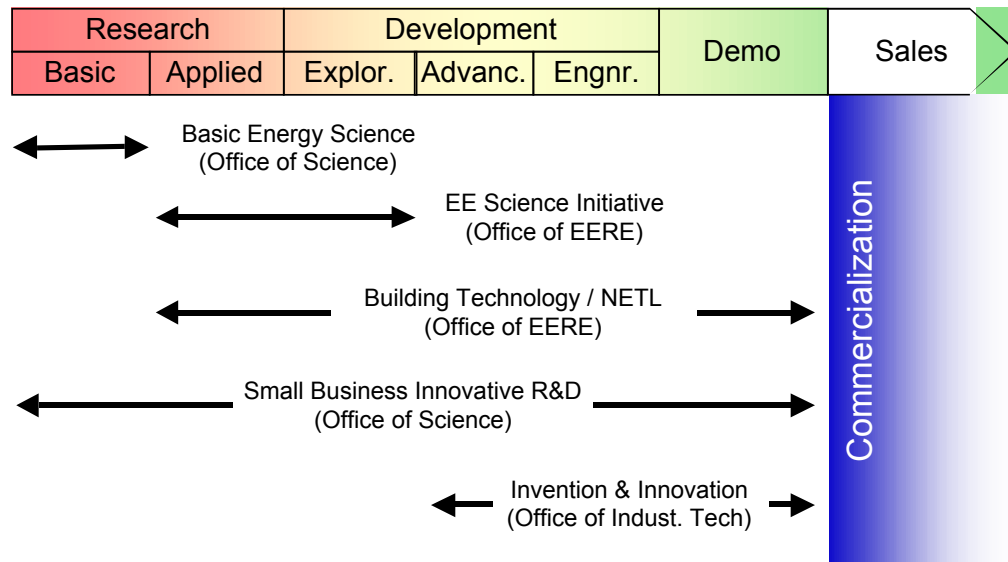 Research
Development
Demo
Sales
Basic
Applied
Explor.
Advanc.
Engnr.
Basic Energy Science
(Office of Science)
EE Science Initiative
(Office of EERE)
Building Technology / NETL
(Office of EERE)
Small Business Innovative R&D
(Office of Science)
Invention & Innovation
(Office of Indust. Tech)
Commercialization